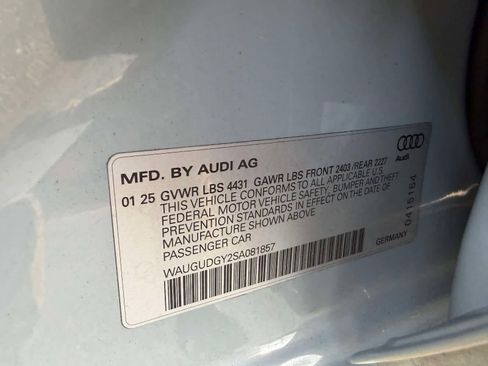 MFD. BY AUDI AG
Audi
01 25 GVWR LBS 4431 GAWR LBS FRONT 2403 /REAR 2227
THIS VEHICLE CONFORMS TO ALL APPLICABLE U.S.
FEDERAL MOTOR VEHICLE SAFETY, BUMPER AND THEFT
PREVENTION STANDARDS IN EFFECT ON THE DATE OF
MANUFACTURE SHOWN ABOVE
PASSENGER CAR
WAUGUDGY2SA081857
GERMANY
0415164